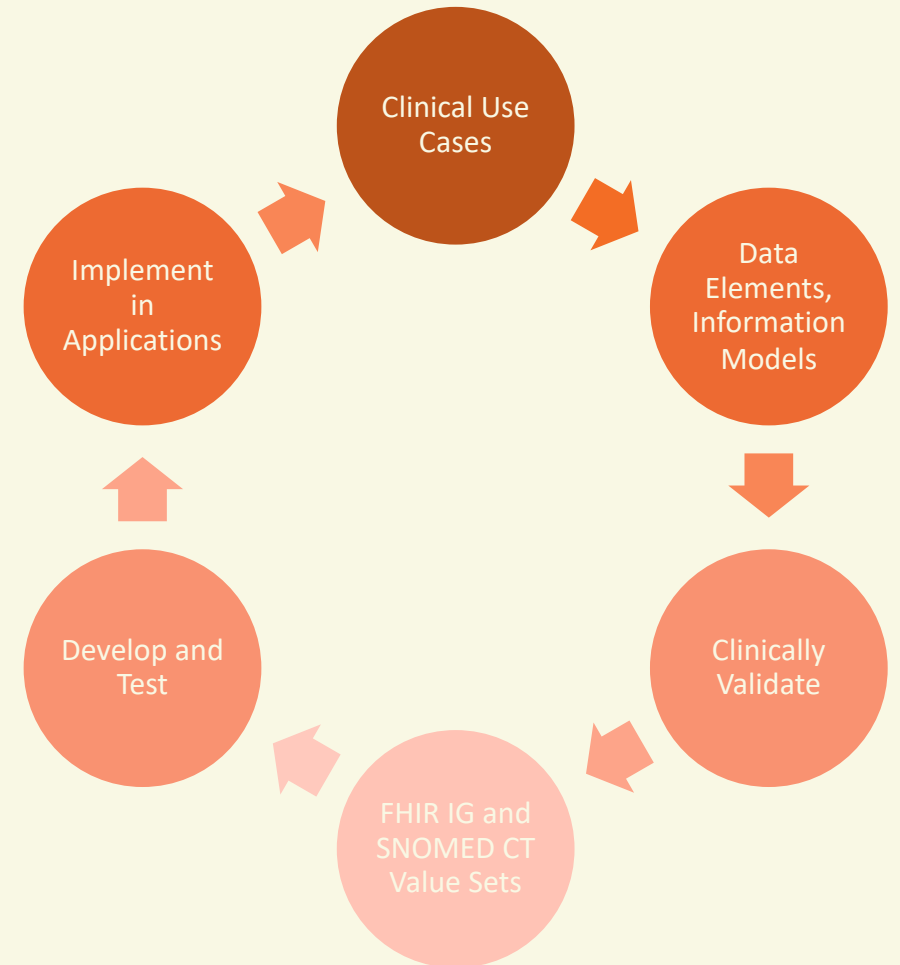 Clinical Use
Cases
Data
Elements,
Information
Models
Clinically
Validate
FHIR IG and
SNOMED CT
Value Sets
Develop and
Test
Implement
in
Applications